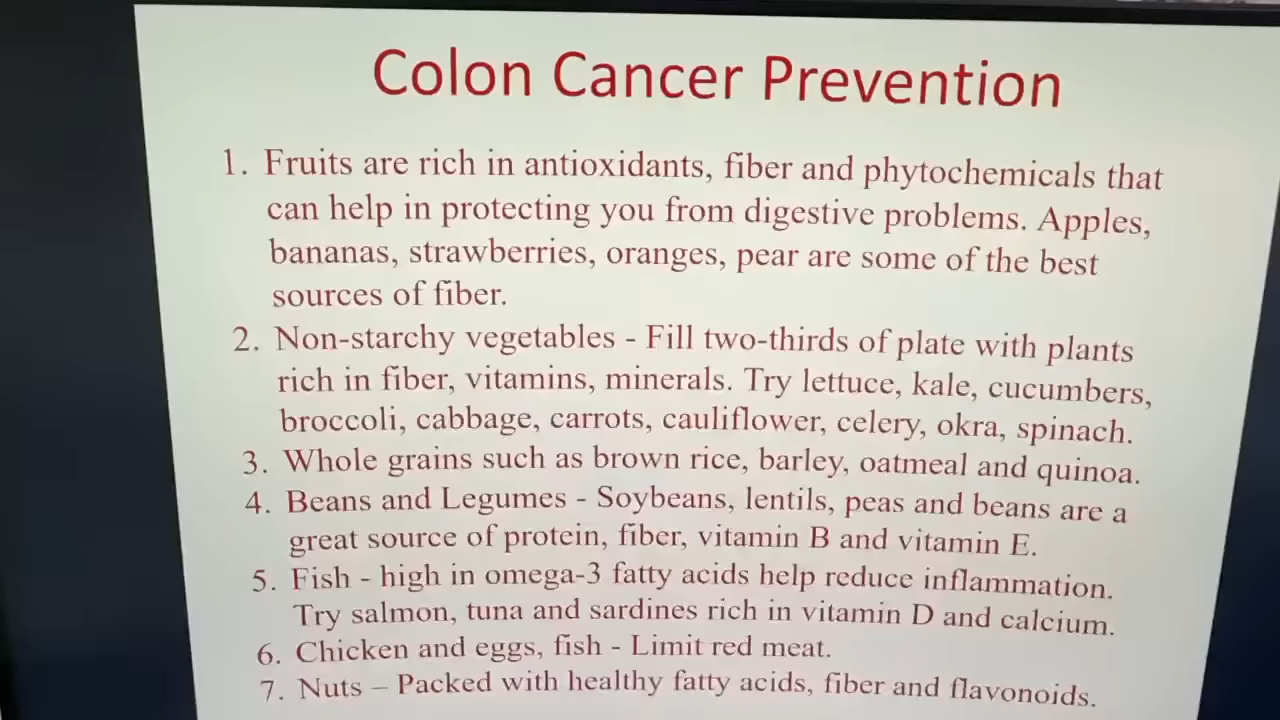 Colon Cancer Prevention
1. Fruits are rich in antioxidants, fiber and phytochemicals that
can help in protecting you from digestive problems. Apples,
bananas, strawberries, oranges, pear are some of the best
sources of fiber.
2. Non-starchy vegetables - Fill two-thirds of plate with plants
rich in fiber, vitamins, minerals. Try lettuce, kale, cucumbers,
broccoli, cabbage, carrots, cauliflower, celery, okra, spinach.
3. Whole grains such as brown rice, barley, oatmeal and quinoa.
4. Beans and Legumes - Soybeans, lentils, peas and beans are a
great source of protein, fiber, vitamin B and vitamin E.
5. Fish - high in omega-3 fatty acids help reduce inflammation.
Try salmon, tuna and sardines rich in vitamin D and calcium.
6. Chicken and eggs, fish - Limit red meat.
7. Nuts – Packed with healthy fatty acids, fiber and flavonoids.